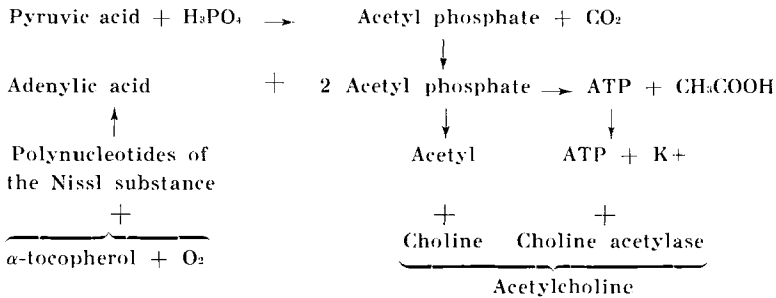 Pyruvic acid + H₃PO₄ → Acetyl phosphate + CO₂
Adenylic acid + 2 Acetyl phosphate → ATP + CH₃COOH
Polynucleotides of Acetyl ATP + K+
the Nissl substance
+ + +
α-tocopherol + O₂ Choline Choline acetylase
Acetylcholine